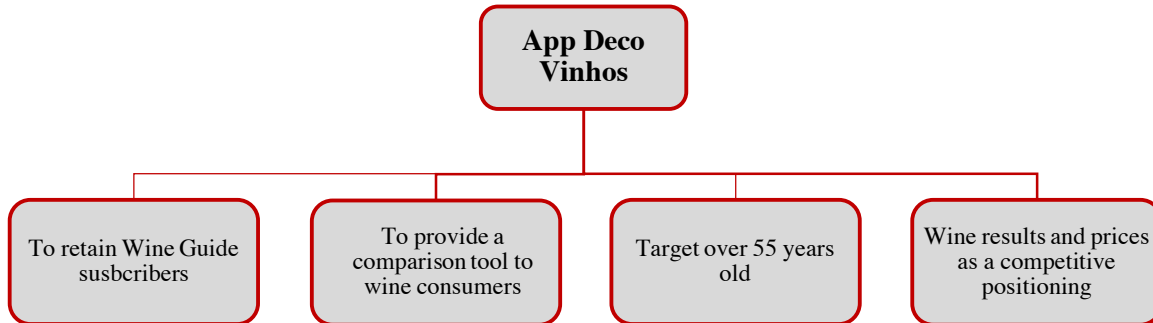 App Deco
Vinhos
To retain Wine Guide
susbcribers
To provide a
comparison tool to
wine consumers
Target over 55 years
old
Wine results and prices
as a competitive
positioning